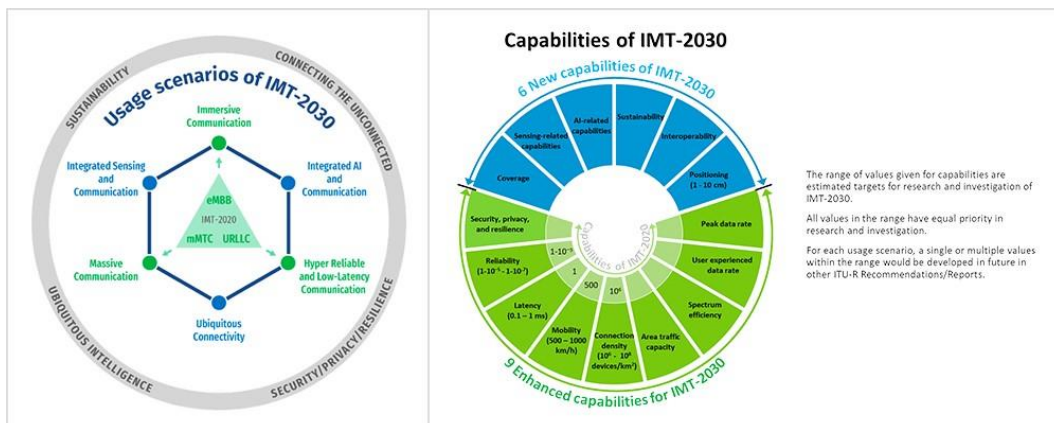 SUSTAINABILITY
CONNECTING THE UNCONNECTED
UBIQUITOUS INTELLIGENCE
SECURITY/PRIVACY/RESILIENCE
Usage scenarios of IMT-2030
Immersive
Communication
Integrated Sensing
and
Communication
Integrated AI
and
Communication
eMBB
IMT-2020
mMTC URLLC
Massive
Communication
Hyper Reliable
and Low-Latency
Communication
Ubiquitous
Connectivity
Capabilities of IMT-2030
6 New capabilities of IMT-2030
Coverage
Sensing-related
capabilities
AI-related
capabilities
Sustainability
Interoperability
Positioning
(1 - 10 cm)
Security, privacy,
and resilience
Reliability
(1-10⁻⁵ - 1-10⁻⁷)
Latency
(0.1 – 1 ms)
Mobility
(500 – 1000
km/h)
Connection
density
(10⁶ - 10⁸
devices/km²)
Area traffic
capacity
Spectrum
efficiency
User experienced
data rate
Peak data rate
Capabilities of IMT-2020
1-10⁻⁵
1
500
10⁶
9 Enhanced capabilities for IMT-2030
The range of values given for capabilities are
estimated targets for research and investigation of
IMT-2030.
All values in the range have equal priority in
research and investigation.
For each usage scenario, a single or multiple values
within the range would be developed in future in
other ITU-R Recommendations/Reports.